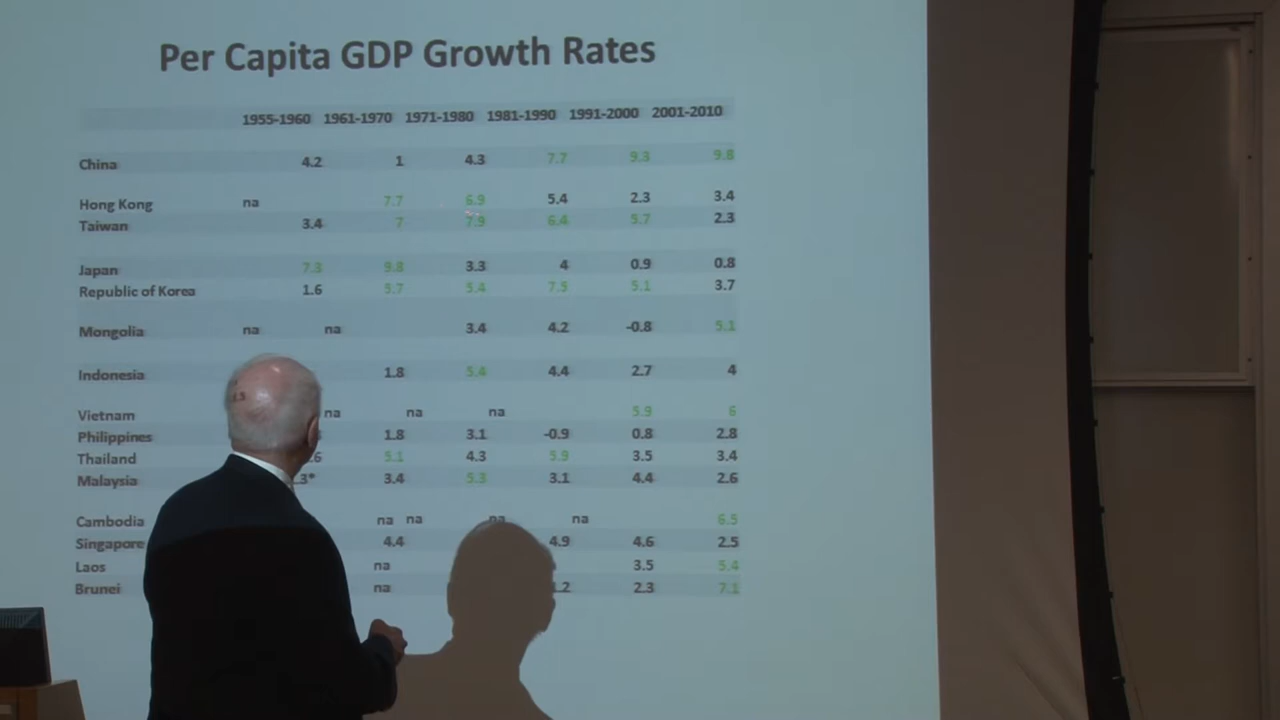 Per Capita GDP Growth Rates
1955-1960 1961-1970 1971-1980 1981-1990 1991-2000 2001-2010
China 4.2 1 4.3 7.7 9.3 9.8
Hong Kong na 7.7 6.9 5.4 2.3 3.4
Taiwan 3.4 7 7.9 6.4 5.7 2.3
Japan 7.3 9.8 3.3 4 0.9 0.8
Republic of Korea 1.6 5.7 5.4 7.5 5.1 3.7
Mongolia na na 3.4 4.2 -0.8 5.1
Indonesia 1.8 5.4 4.4 2.7 4
Vietnam na na na 5.9 6
Philippines 1.8 3.1 -0.9 0.8 2.8
Thailand .6 5.1 4.3 5.9 3.5 3.4
Malaysia .3* 3.4 5.3 3.1 4.4 2.6
Cambodia na na na na 6.5
Singapore 4.4 4.9 4.6 2.5
Laos na 3.5 5.4
Brunei na .2 2.3 7.1